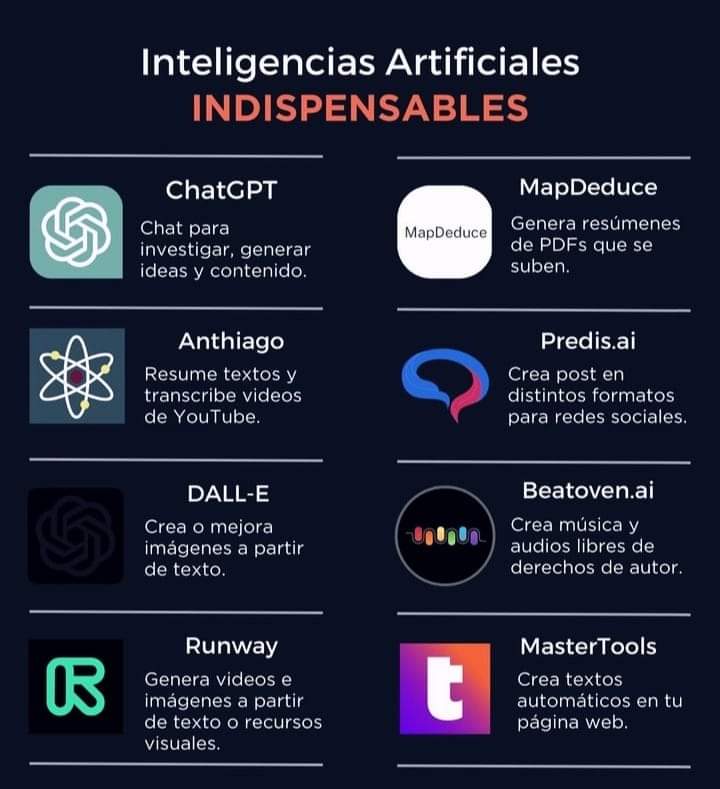 Inteligencias Artificiales
INDISPENSABLES
ChatGPT
Chat para
investigar, generar
ideas y contenido.
Anthiago
Resume textos y
transcribe videos
de YouTube.
DALL-E
Crea o mejora
imágenes a partir
de texto.
Runway
Genera videos e
imágenes a partir
de texto o recursos
visuales.
MapDeduce
MapDeduce
Genera resúmenes
de PDFs que se
suben.
Predis.ai
Crea post en
distintos formatos
para redes sociales.
Beatoven.ai
Crea música y
audios libres de
derechos de autor.
MasterTools
t
Crea textos
automáticos en tu
página web.